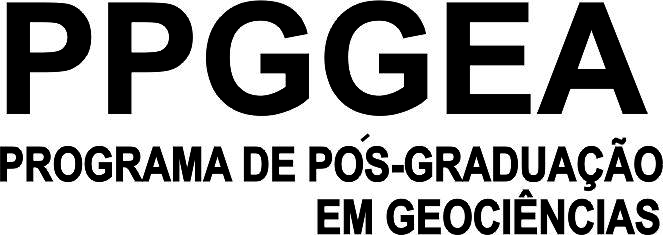 PPGGEA
PROGRAMA DE PÓS-GRADUAÇÃO
EM GEOCIÊNCIAS